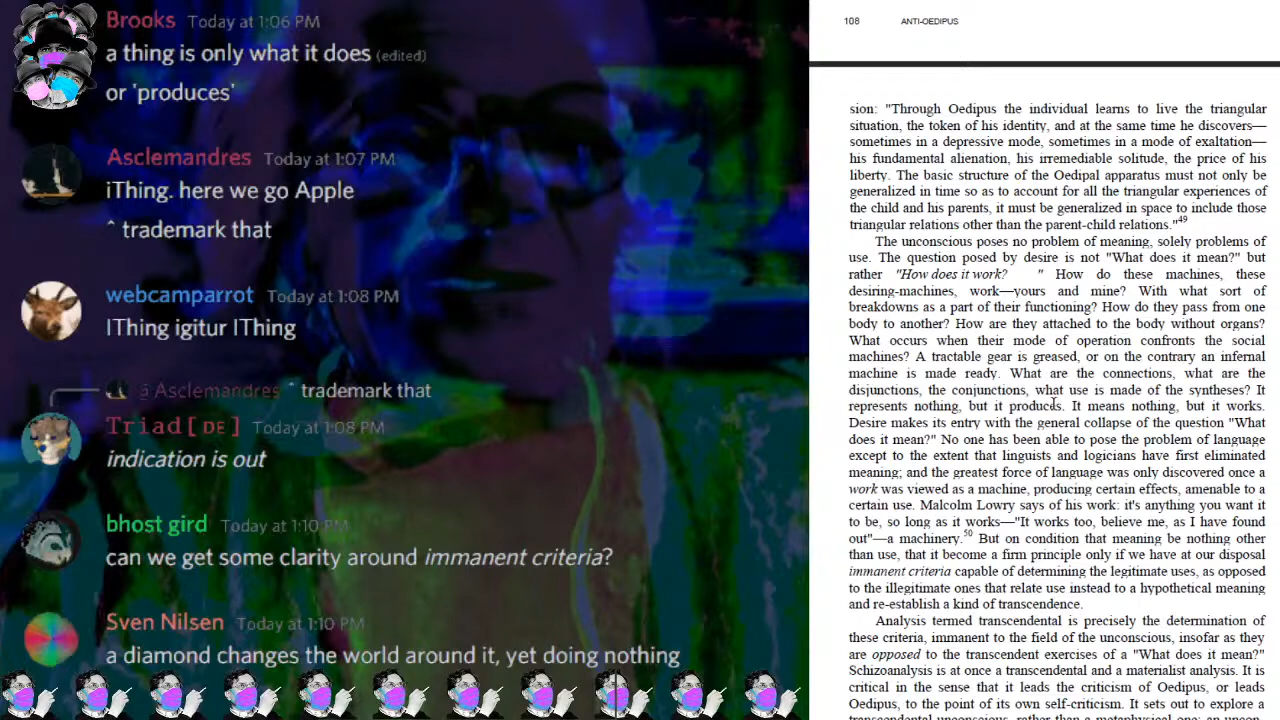 Brooks Today at 1:06 PM
a thing is only what it does (edited)
or 'produces'
Asclemandres Today at 1:07 PM
iThing. here we go Apple
^ trademark that
webcamparrot Today at 1:08 PM
IThing igitur IThing
@Asclemandres ^ trademark that
Triad[DE] Today at 1:08 PM
indication is out
bhost gird Today at 1:10 PM
can we get some clarity around immanent criteria?
Sven Nilsen Today at 1:10 PM
a diamond changes the world around it, yet doing nothing
108 ANTI-OEDIPUS
sion: "Through Oedipus the individual learns to live the triangular
situation, the token of his identity, and at the same time he discovers—
sometimes in a depressive mode, sometimes in a mode of exaltation—
his fundamental alienation, his irremediable solitude, the price of his
liberty. The basic structure of the Oedipal apparatus must not only be
generalized in time so as to account for all the triangular experiences of
the child and his parents, it must be generalized in space to include those
triangular relations other than the parent-child relations."49
The unconscious poses no problem of meaning, solely problems of
use. The question posed by desire is not "What does it mean?" but
rather "How does it work? " How do these machines, these
desiring-machines, work—yours and mine? With what sort of
breakdowns as a part of their functioning? How do they pass from one
body to another? How are they attached to the body without organs?
What occurs when their mode of operation confronts the social
machines? A tractable gear is greased, or on the contrary an infernal
machine is made ready. What are the connections, what are the
disjunctions, the conjunctions, what use is made of the syntheses? It
represents nothing, but it produces. It means nothing, but it works.
Desire makes its entry with the general collapse of the question "What
does it mean?" No one has been able to pose the problem of language
except to the extent that linguists and logicians have first eliminated
meaning; and the greatest force of language was only discovered once a
work was viewed as a machine, producing certain effects, amenable to a
certain use. Malcolm Lowry says of his work: it's anything you want it
to be, so long as it works—"It works too, believe me, as I have found
out"—a machinery.50 But on condition that meaning be nothing other
than use, that it become a firm principle only if we have at our disposal
immanent criteria capable of determining the legitimate uses, as opposed
to the illegitimate ones that relate use instead to a hypothetical meaning
and re-establish a kind of transcendence.
Analysis termed transcendental is precisely the determination of
these criteria, immanent to the field of the unconscious, insofar as they
are opposed to the transcendent exercises of a "What does it mean?"
Schizoanalysis is at once a transcendental and a materialist analysis. It is
critical in the sense that it leads the criticism of Oedipus, or leads
Oedipus, to the point of its own self-criticism. It sets out to explore a
transcendental unconscious, rather than a metaphysical one; an uncon-